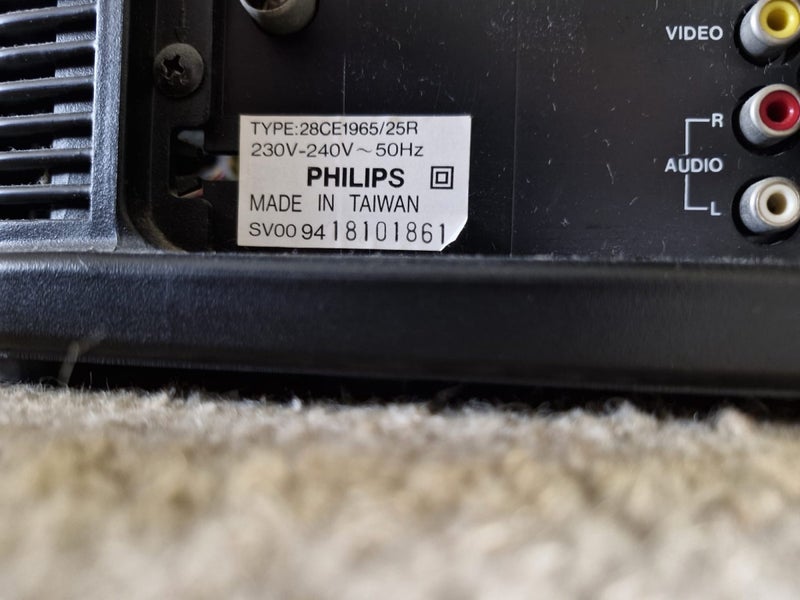 TYPE:28CE1965/25R
230V-240V~50Hz
PHILIPS
MADE IN TAIWAN
SV00 9418101861
VIDEO
R
AUDIO
L